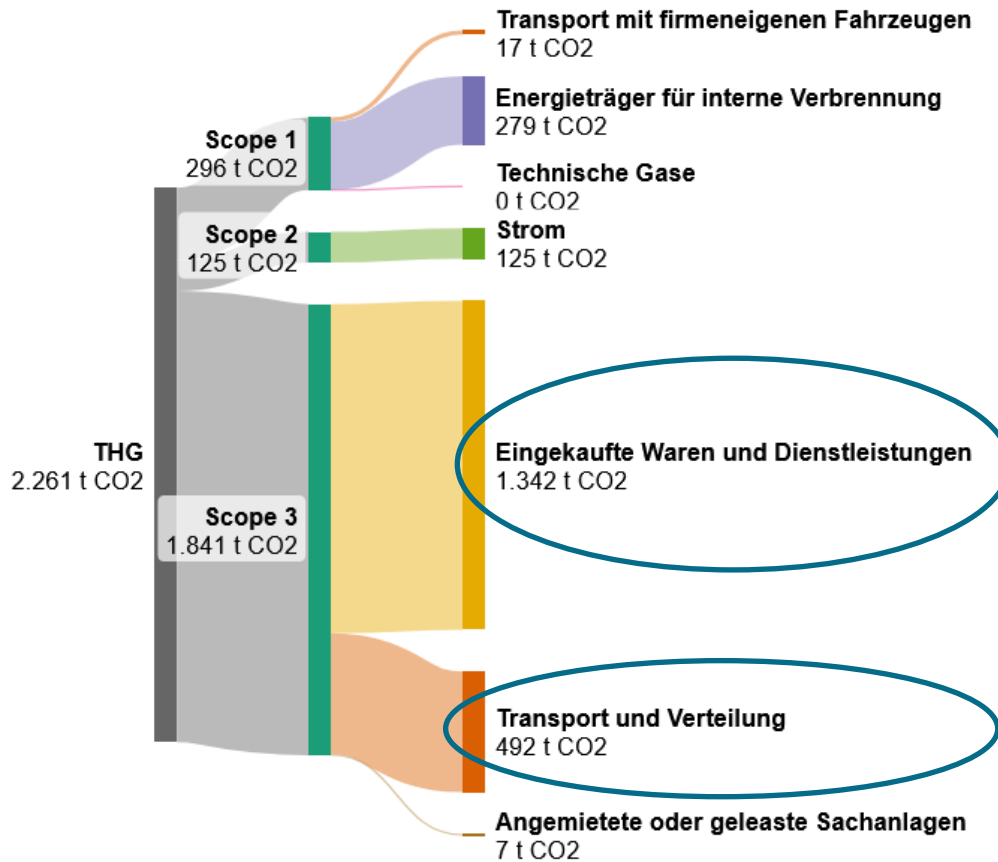 Transport mit firmeneigenen Fahrzeugen
17 t CO2
Energieträger für interne Verbrennung
279 t CO2
Scope 1
296 t CO2
Technische Gase
0 t CO2
Scope 2
125 t CO2
Strom
125 t CO2
THG
2.261 t CO2
Eingekaufte Waren und Dienstleistungen
1.342 t CO2
Scope 3
1.841 t CO2
Transport und Verteilung
492 t CO2
Angemietete oder geleaste Sachanlagen
7 t CO2